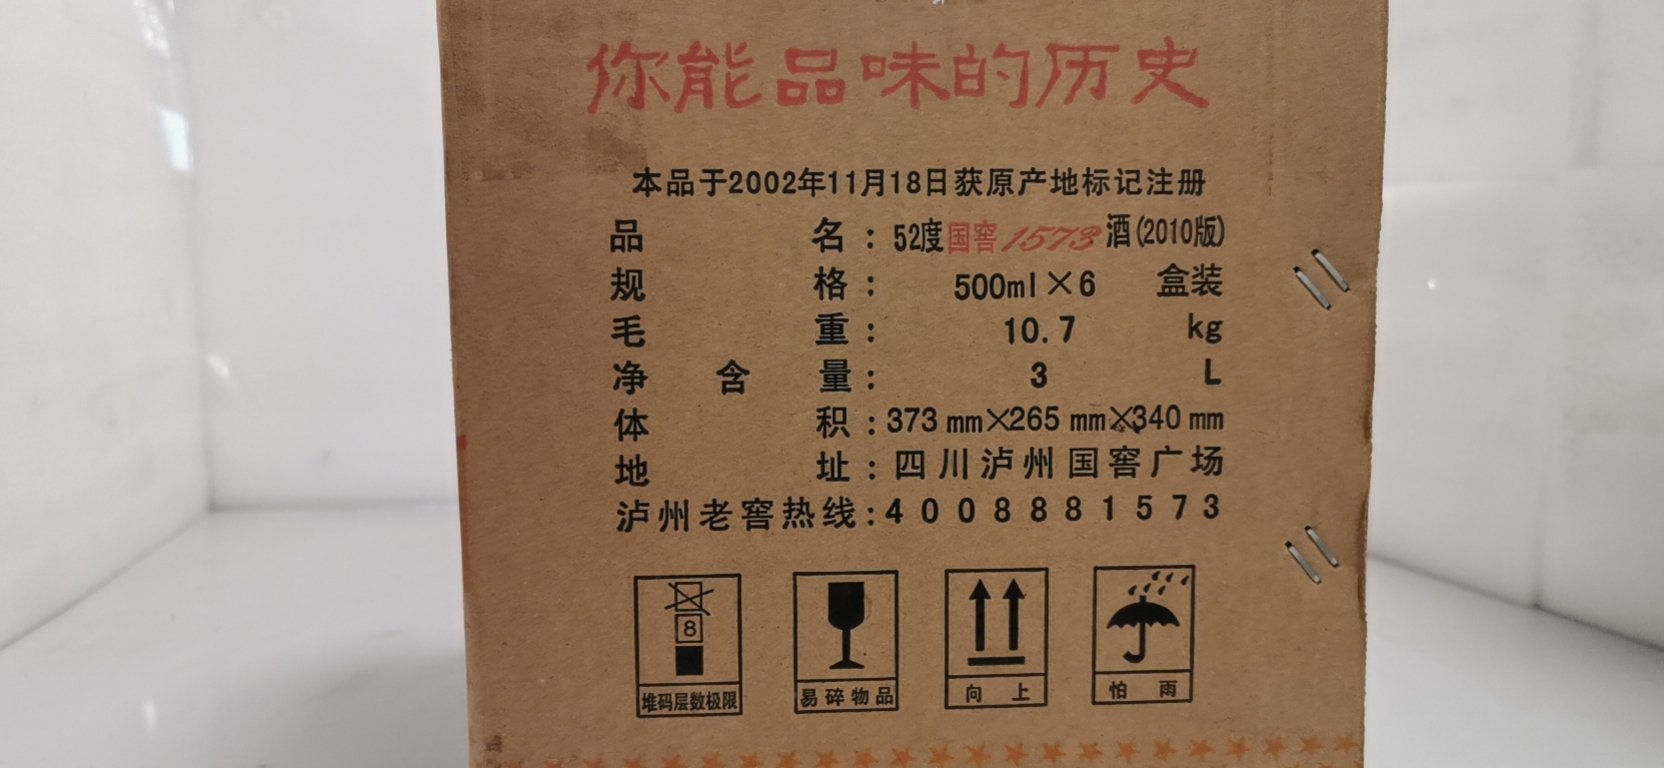 你能品味的历史
本品于2002年11月18日获原产地标记注册
品名：52度国窖1573酒(2010版)
规格：500ml×6 盒装
毛重：10.7 kg
净含量：3 L
体积：373mm×265mm×340mm
地址：四川泸州国窖广场
泸州老窖热线：4008881573
8
堆码层数极限 易碎物品 向上 怕雨